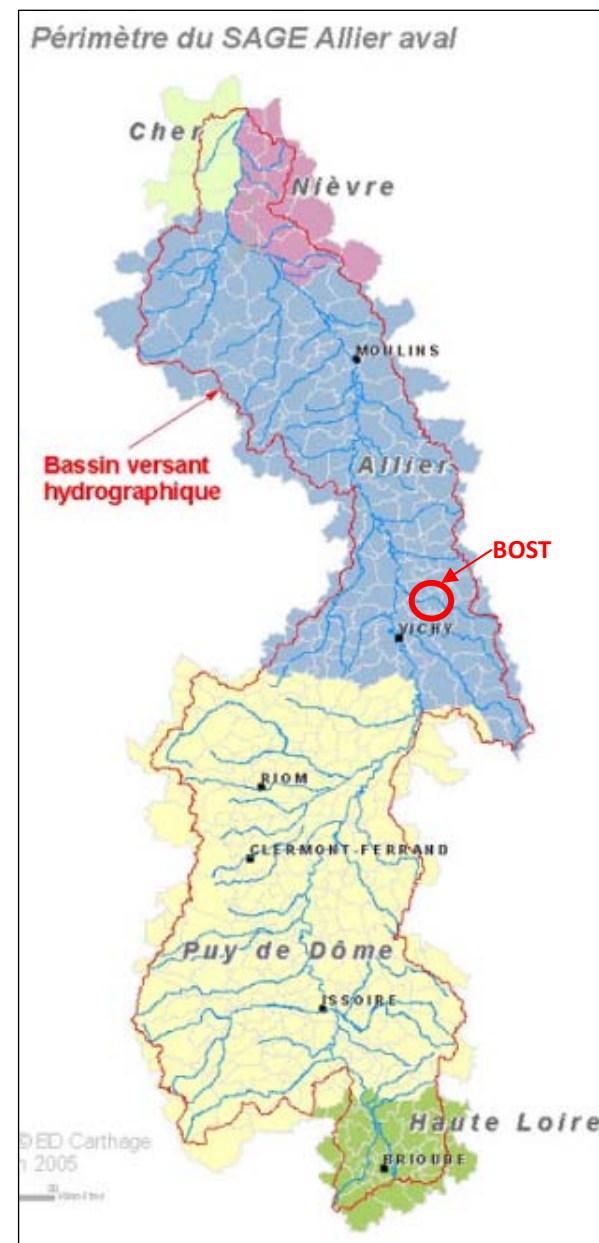 Périmètre du SAGE Allier aval
Cher
Nièvre
MOULINS
Bassin versant
hydrographique
Allier
BOST
VICHY
RIOM
CLERMONT-FERRAND
Puy de Dôme
ISSOIRE
Haute Loire
©BD Carthage
2005
BRIOUDE